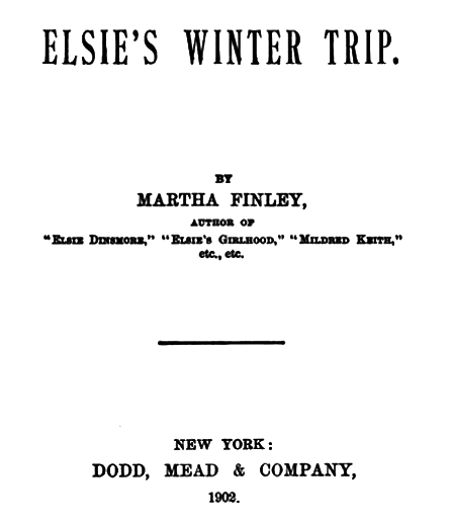 ELSIE'S WINTER TRIP.
BY
MARTHA FINLEY,
AUTHOR OF
"ELSIE DINSMORE," "ELSIE'S GIRLHOOD," "MILDRED KEITH,"
etc., etc.
NEW YORK:
DODD, MEAD & COMPANY,
1902.